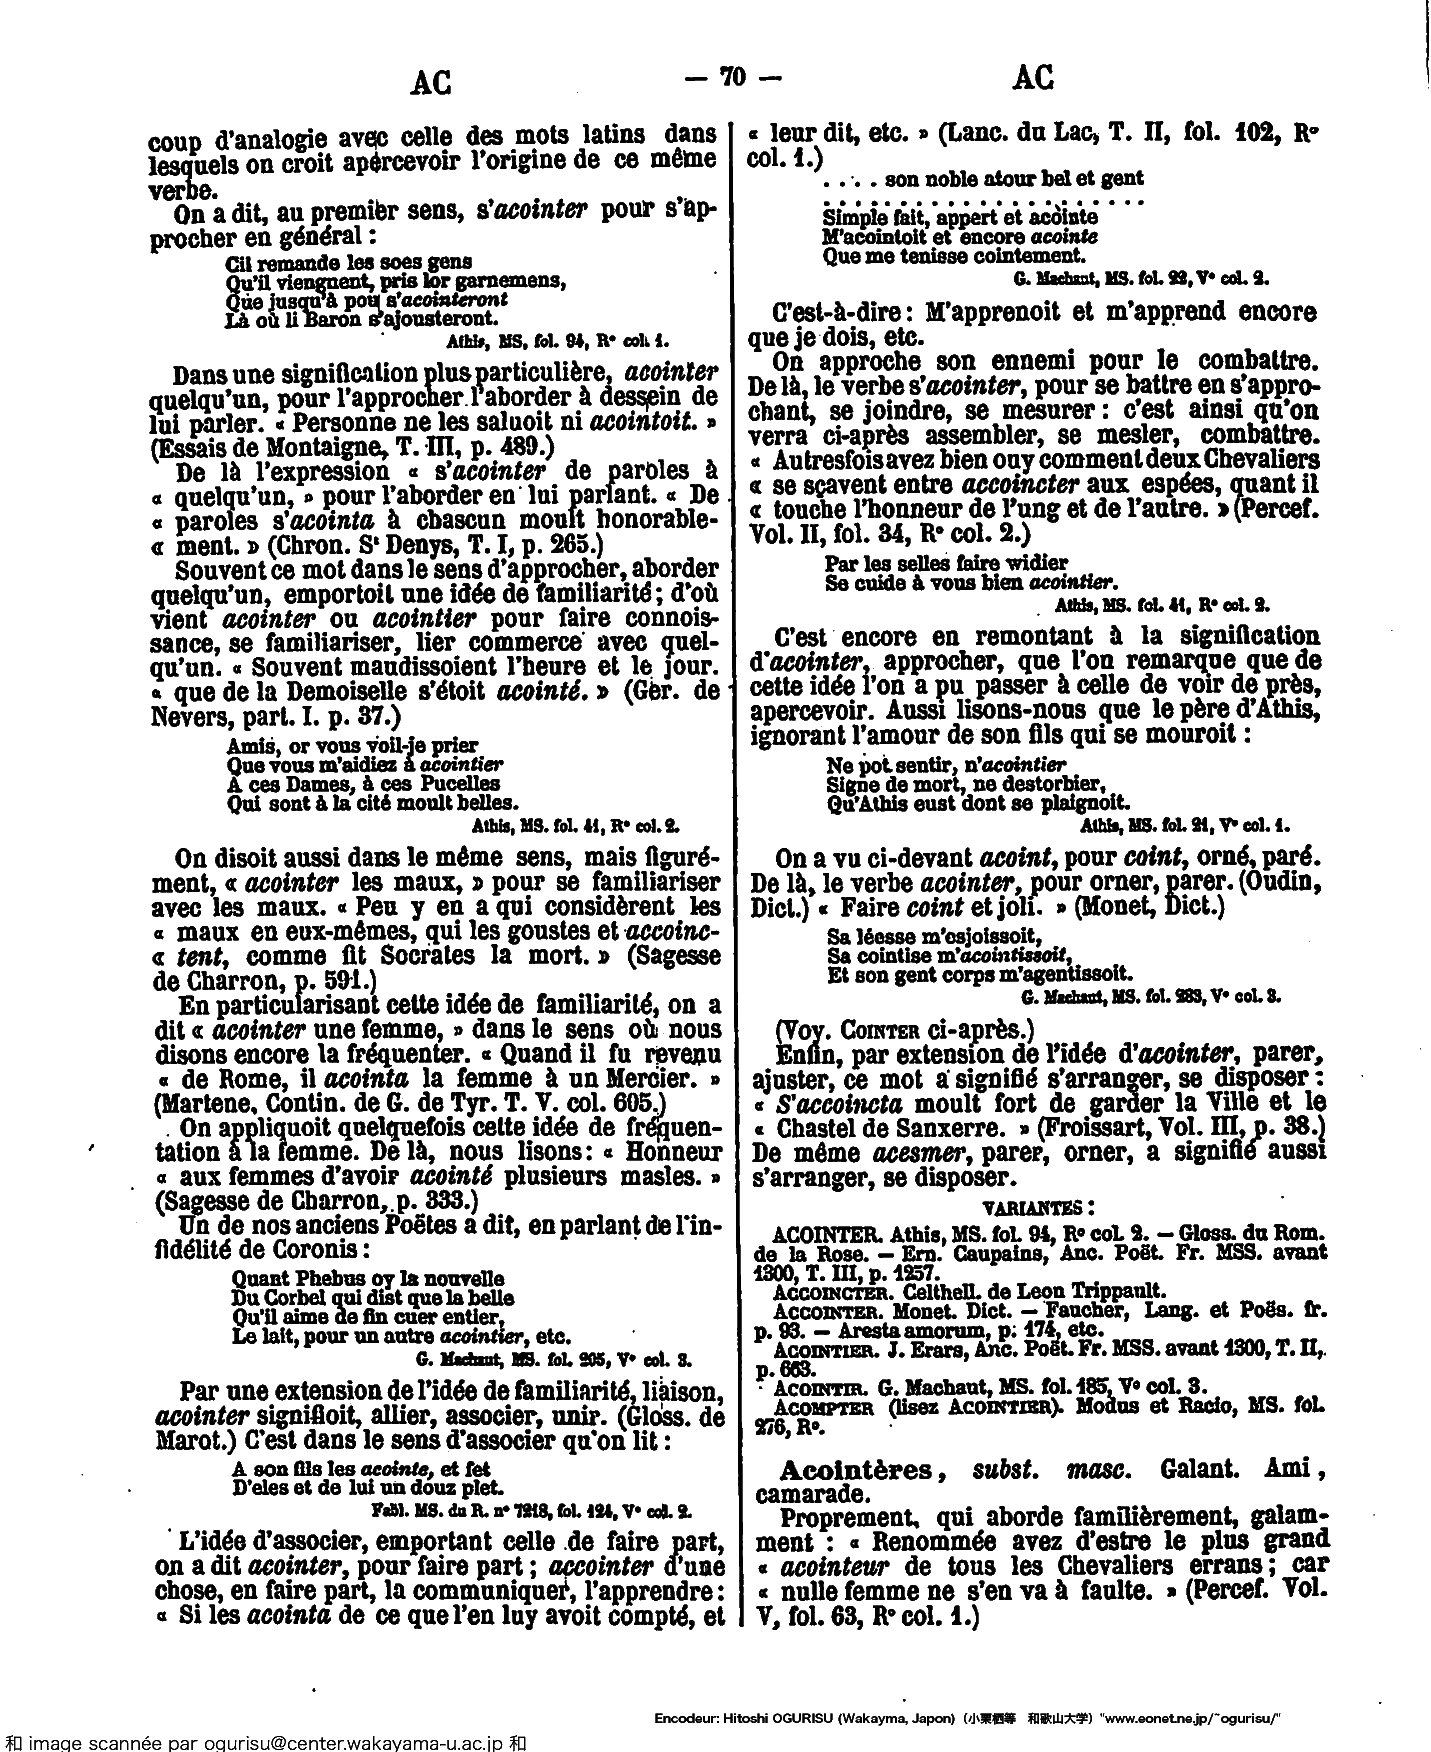 AC
— 70 —
AC
coup d'analogie avec celle des mots latins dans
lesquels on croit apercevoir l'origine de ce même
verbe.
On a dit, au premier sens, s'acointer pour s'ap-
procher en général :
Cil remande les soes gens
Qu'il viengnent, pris lor garnemens,
Que jusqu'à pou s'acointeront
Là où li Baron s'ajousteront.
Athis, MS. fol. 94, R° col. 1.
Dans une signification plus particulière, acointer
quelqu'un, pour l'approcher l'aborder à dessein de
lui parler. « Personne ne les saluoit ni acointoit. »
(Essais de Montaigne, T. III, p. 489.)
De là l'expression « s'acointer de paroles à
« quelqu'un, » pour l'aborder en lui parlant. « De
« paroles s'acointa à chascun moult honorable-
« ment. » (Chron. St Denys, T. I, p. 265.)
Souvent ce mot dans le sens d'approcher, aborder
quelqu'un, emportoit une idée de familiarité ; d'où
vient acointer ou acointier pour faire connois-
sance, se familiariser, lier commerce avec quel-
qu'un. « Souvent maudissoient l'heure et le jour.
« que de la Demoiselle s'étoit acointé. » (Ger. de
Nevers, part. I. p. 37.)
Amis, or vous voil-je prier
Que vous m'aidiez à acointier
A ces Dames, à ces Pucelles
Qui sont à la cité moult belles.
Athis, MS. fol. 41, R° col. 2.
On disoit aussi dans le même sens, mais figuré-
ment, « acointer les maux, » pour se familiariser
avec les maux. « Peu y en a qui considèrent les
« maux en eux-mêmes, qui les goustes et accoinc-
« tent, comme fit Socrates la mort. » (Sagesse
de Charron, p. 591.)
En particularisant cette idée de familiarité, on a
dit « acointer une femme, » dans le sens où nous
disons encore la fréquenter. « Quand il fu revenu
« de Rome, il acointa la femme à un Mercier. »
(Martene, Contin. de G. de Tyr. T. V. col. 605.)
On appliquoit quelquefois cette idée de fréquen-
tation à la femme. De là, nous lisons : « Honneur
« aux femmes d'avoir acointé plusieurs masles. »
(Sagesse de Charron, p. 333.)
Un de nos anciens Poëtes a dit, en parlant de l'in-
fidélité de Coronis :
Quant Phebus oy la nouvelle
Du Corbel qui dist que la belle
Qu'il aime de fin cuer entier,
Le lait, pour un autre acointier, etc.
G. Machaut, MS. fol. 205, V° col. 3.
Par une extension de l'idée de familiarité, liaison,
acointer signifioit, allier, associer, unir. (Gloss. de
Marot.) C'est dans le sens d'associer qu'on lit :
A son fils les acointe, et fet
D'eles et de lui un douz plet.
Fabl. MS. du R. n° 7218, fol. 124, V° col. 2.
L'idée d'associer, emportant celle de faire part,
on a dit acointer, pour faire part ; accointer d'une
chose, en faire part, la communiquer, l'apprendre :
« Si les acointa de ce que l'en luy avoit compté, et
« leur dit, etc. » (Lanc. du Lac, T. II, fol. 102, R°
col. 1.)
. . . . son noble atour bel et gent
. . . . . . . . . . . . . . . . . . . . . . .
Simple fait, appert et acointe
M'acointoit et encore acointe
Que me tenisse cointement.
G. Machaut, MS. fol. 22, V° col. 2.
C'est-à-dire : M'apprenoit et m'apprend encore
que je dois, etc.
On approche son ennemi pour le combattre.
De là, le verbe s'acointer, pour se battre en s'appro-
chant, se joindre, se mesurer : c'est ainsi qu'on
verra ci-après assembler, se mesler, combattre.
« Autresfois avez bien ouy comment deux Chevaliers
« se sçavent entre accoincter aux espées, quant il
« touche l'honneur de l'ung et de l'autre. » (Percef.
Vol. II, fol. 34, R° col. 2.)
Par les selles faire widier
Se cuide à vous bien acointier.
Athis, MS. fol. 41, R° col. 2.
C'est encore en remontant à la signification
d'acointer, approcher, que l'on remarque que de
cette idée l'on a pu passer à celle de voir de près,
apercevoir. Aussi lisons-nous que le père d'Athis,
ignorant l'amour de son fils qui se mouroit :
Ne pot sentir, n'acointier
Signe de mort, ne destorbier,
Qu'Athis eust dont se plaignoit.
Athis, MS. fol. 21, V° col. 1.
On a vu ci-devant acoint, pour coint, orné, paré.
De là, le verbe acointer, pour orner, parer. (Oudin,
Dict.) « Faire coint et joli. » (Monet, Dict.)
Sa léesse m'esjoissoit,
Sa cointise m'acointissoit,
Et son gent corps m'agentissoit.
G. Machaut, MS. fol. 283, V° col. 3.
(Voy. COINTER ci-après.)
Enfin, par extension de l'idée d'acointer, parer,
ajuster, ce mot a signifié s'arranger, se disposer :
« S'accoincta moult fort de garder la Ville et le
« Chastel de Sanxerre. » (Froissart, Vol. III, p. 38.)
De même acesmer, parer, orner, a signifié aussi
s'arranger, se disposer.
VARIANTES :
ACOINTER. Athis, MS. fol. 94, R° col. 2. — Gloss. du Rom.
de la Rose. — Ern. Caupains, Anc. Poët. Fr. MSS. avant
1300, T. III, p. 1257.
ACCOINCTER. Celthell. de Leon Trippault.
ACCOINTER. Monet. Dict. — Faucher, Lang. et Poës. fr.
p. 93. — Aresta amorum, p. 174, etc.
ACOINTIER. J. Erars, Anc. Poët. Fr. MSS. avant 1300, T. II,
p. 663.
ACOINTIR. G. Machaut, MS. fol. 185, V° col. 3.
ACOMPTER (lisez ACOINTIER). Modus et Racio, MS. fol.
276, R°.
Acointères, subst. masc. Galant. Ami,
camarade.
Proprement, qui aborde familièrement, galam-
ment : « Renommée avez d'estre le plus grand
« acointeur de tous les Chevaliers errans ; car
« nulle femme ne s'en va à faulte. » (Percef. Vol.
V, fol. 63, R° col. 1.)
Encodeur: Hitoshi OGURISU (Wakayma, Japon) (小栗栖等 和歌山大学) "www.eonet.ne.jp/~ogurisu/"
和 image scannée par ogurisu@center.wakayama-u.ac.jp 和